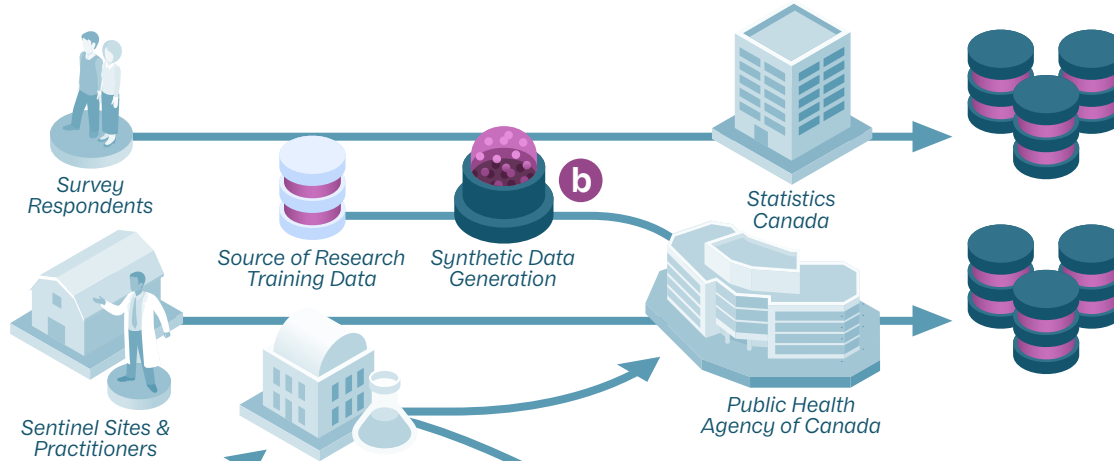 Survey
Respondents
b
Statistics
Canada
Source of Research
Training Data
Synthetic Data
Generation
Public Health
Agency of Canada
Sentinel Sites &
Practitioners